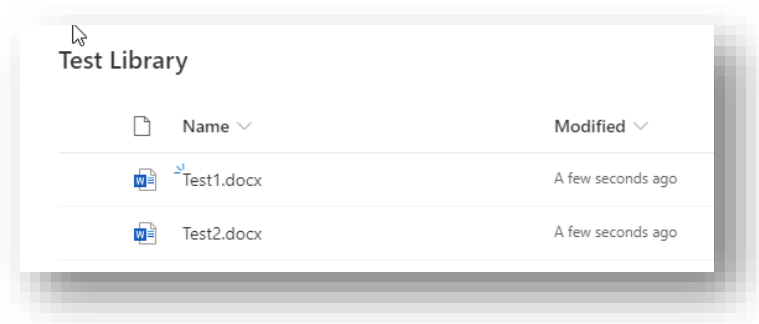 Test Library
Name Modified
Test1.docx A few seconds ago
Test2.docx A few seconds ago